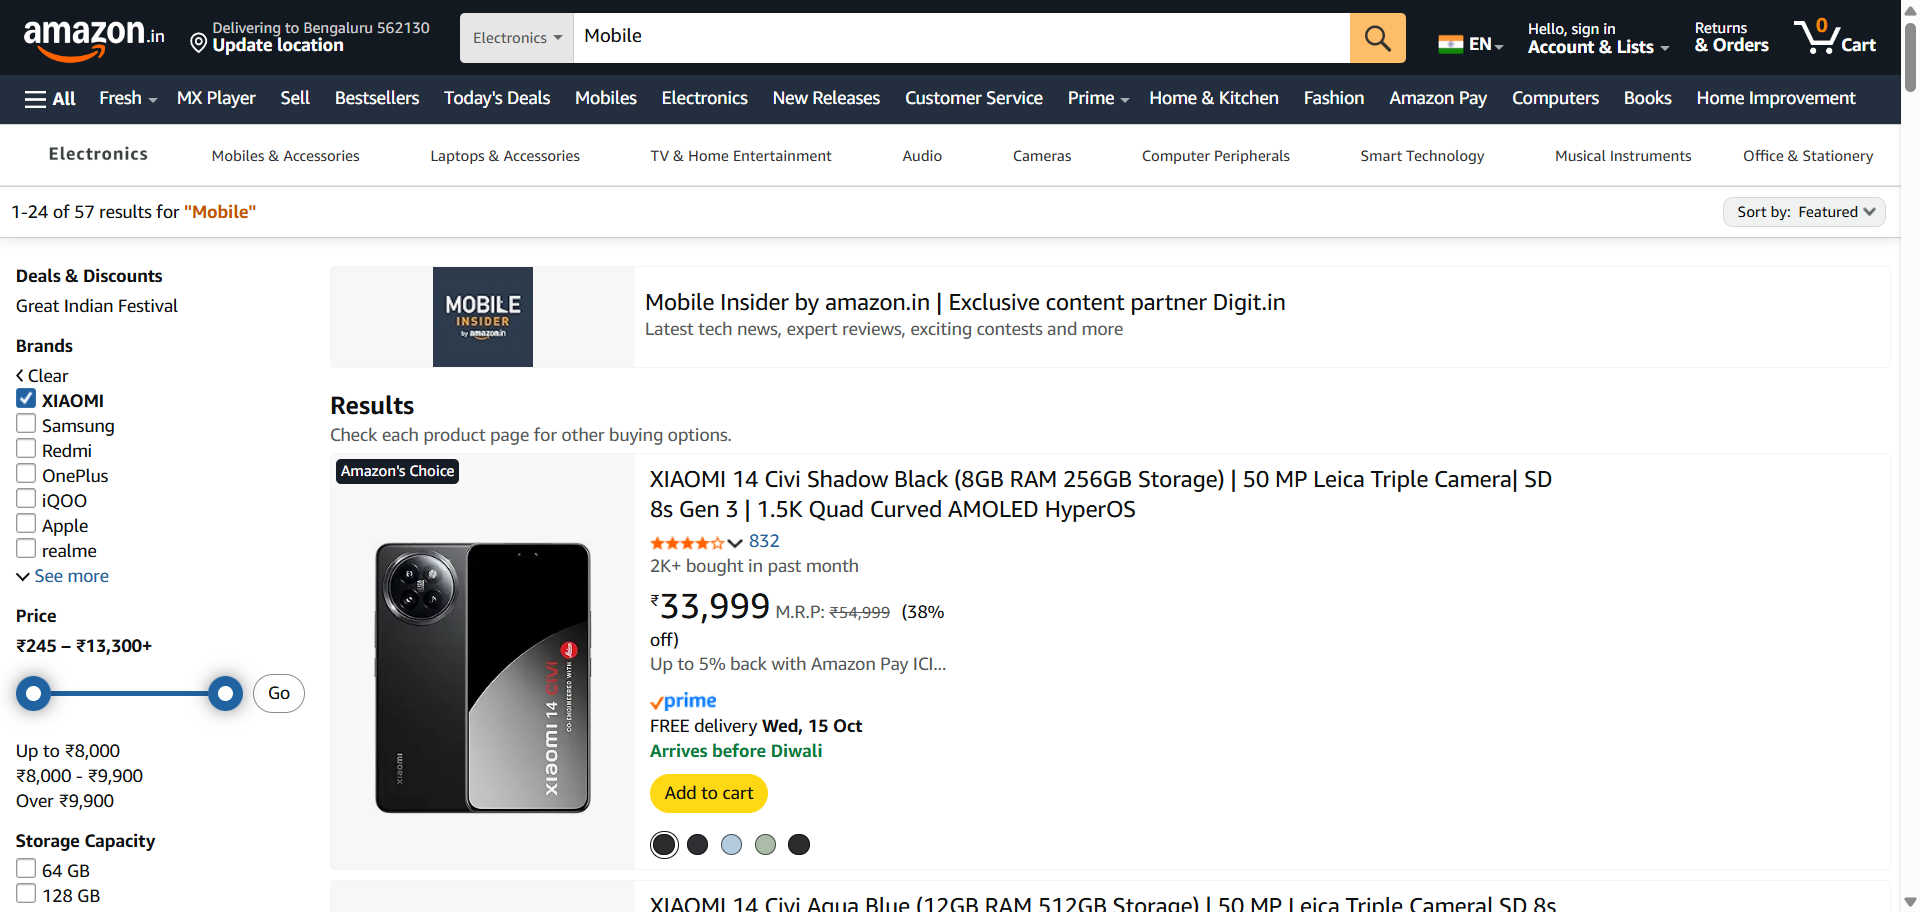 amazon.in
Delivering to Bengaluru 562130
Update location
Electronics
Mobile
EN
Hello, sign in
Account & Lists
Returns
& Orders
0
Cart
All
Fresh
MX Player
Sell
Bestsellers
Today's Deals
Mobiles
Electronics
New Releases
Customer Service
Prime
Home & Kitchen
Fashion
Amazon Pay
Computers
Books
Home Improvement
Electronics
Mobiles & Accessories
Laptops & Accessories
TV & Home Entertainment
Audio
Cameras
Computer Peripherals
Smart Technology
Musical Instruments
Office & Stationery
1-24 of 57 results for "Mobile"
Sort by: Featured
Deals & Discounts
Great Indian Festival
Brands
Clear
XIAOMI
Samsung
Redmi
OnePlus
iQOO
Apple
realme
See more
Price
₹245 – ₹13,300+
Go
Up to ₹8,000
₹8,000 - ₹9,900
Over ₹9,900
Storage Capacity
64 GB
128 GB
MOBILE
INSIDER
by amazon.in
Mobile Insider by amazon.in | Exclusive content partner Digit.in
Latest tech news, expert reviews, exciting contests and more
Results
Check each product page for other buying options.
Amazon's Choice
xiaomi
xiaomi 14 CIVI
CO-ENGINEERED WITH
Leica
XIAOMI 14 Civi Shadow Black (8GB RAM 256GB Storage) | 50 MP Leica Triple Camera| SD
8s Gen 3 | 1.5K Quad Curved AMOLED HyperOS
832
2K+ bought in past month
₹33,999 M.R.P: ₹54,999 (38%
off)
Up to 5% back with Amazon Pay ICI...
prime
FREE delivery Wed, 15 Oct
Arrives before Diwali
Add to cart
XIAOMI 14 Civi Aqua Blue (12GB RAM 512GB Storage) | 50 MP Leica Triple Camera| SD 8s